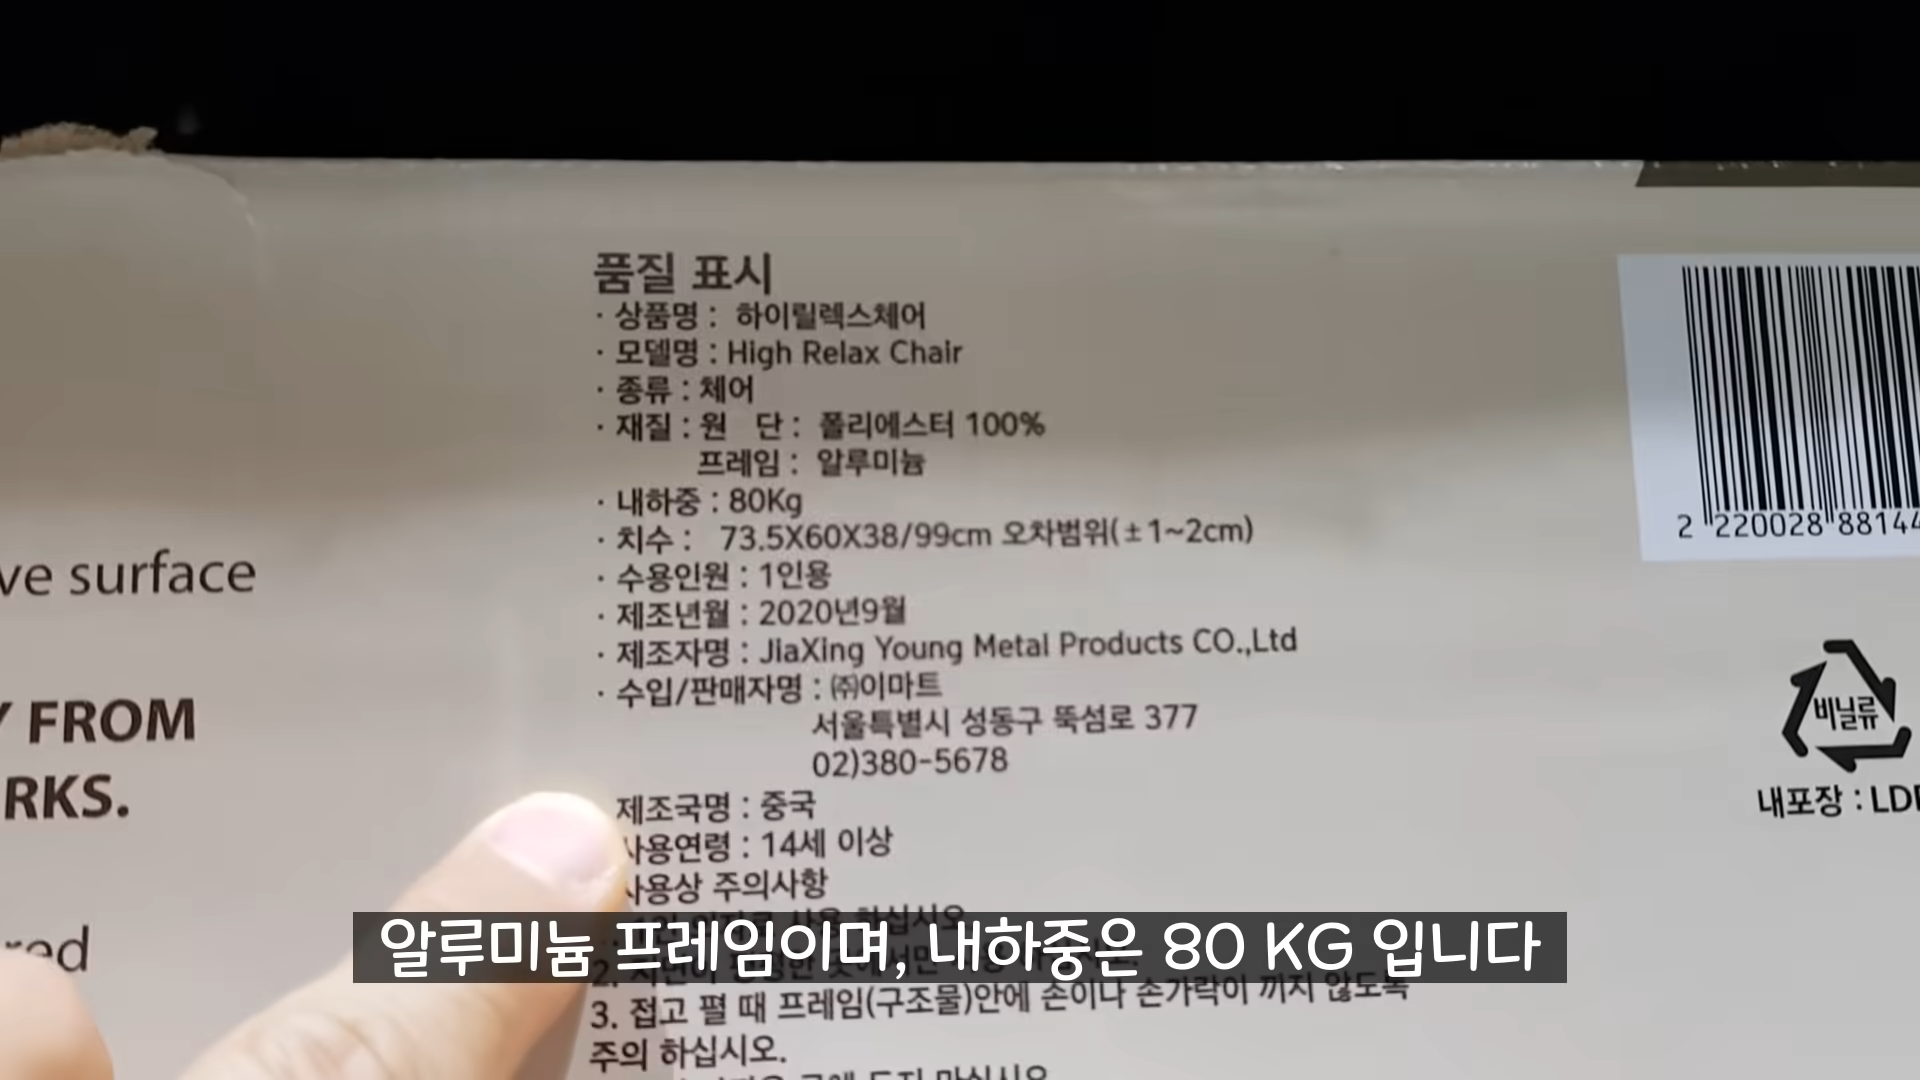 품질 표시
· 상품명 : 하이릴렉스체어
· 모델명 : High Relax Chair
· 종류 : 체어
· 재질 : 원 단 : 폴리에스터 100%
프레임 : 알루미늄
· 내하중 : 80Kg
· 치수 : 73.5X60X38/99cm 오차범위(±1~2cm)
· 수용인원 : 1인용
· 제조년월 : 2020년9월
· 제조자명 : JiaXing Young Metal Products CO.,Ltd
· 수입/판매자명 : ㈜이마트
서울특별시 성동구 뚝섬로 377
02)380-5678
제조국명 : 중국
사용연령 : 14세 이상
사용상 주의사항
3. 접고 펼 때 프레임(구조물)안에 손이나 손가락이 끼지 않도록
주의 하십시오.
surface
FROM
2 220028 88144
비닐류
내포장 :
알루미늄 프레임이며, 내하중은 80 KG 입니다